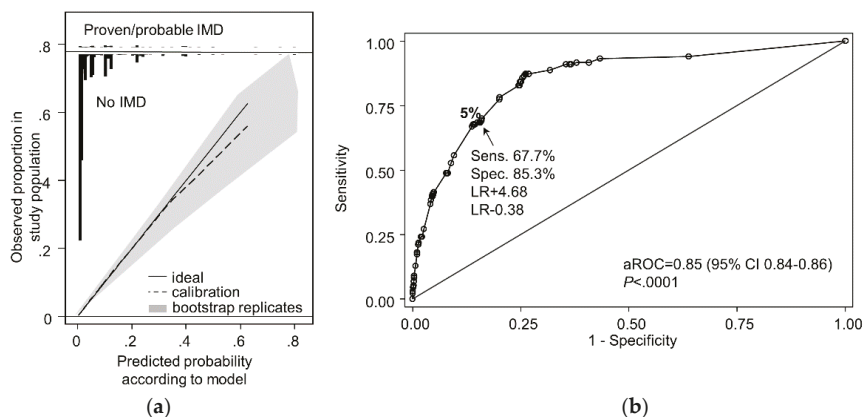 (a)
Proven/probable IMD
.8
No IMD
.6
.4
.2
0
Observed proportion in
study population
ideal
calibration
bootstrap replicates
0 .2 .4 .6 .8
Predicted probability
according to model
(a)
(b)
1.00
0.75
0.50
0.25
0.00
Sensitivity
5%
Sens. 67.7%
Spec. 85.3%
LR+4.68
LR-0.38
aROC=0.85 (95% CI 0.84-0.86)
P<.0001
0.00 0.25 0.50 0.75 1.00
1 - Specificity
(b)